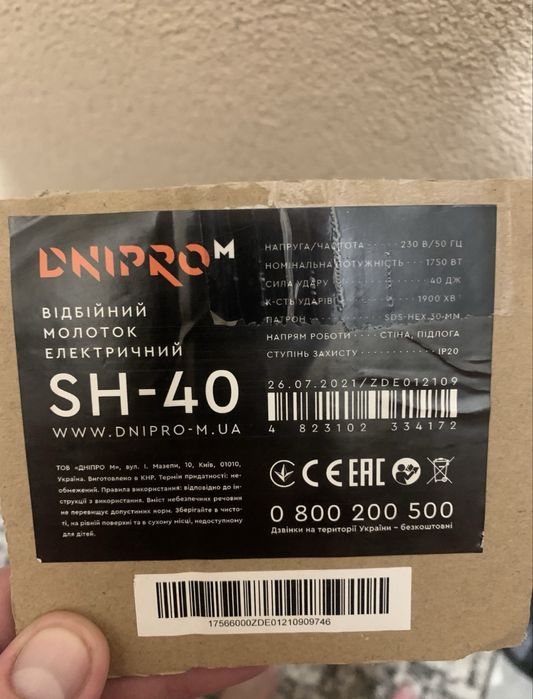 DNIPRO M
ВІДБІЙНИЙ
МОЛОТОК
ЕЛЕКТРИЧНИЙ
SH-40
WWW.DNIPRO-M.UA
ТОВ «ДНІПРО М», вул. І. Мазепи, 10, Київ, 01010,
Україна. Виготовлено в КНР. Термін придатності: не-
обмежений. Правила використання: відповідно до ін-
струкції з використання. Вміст небезпечних речовин
не перевищує допустимих норм. Зберігайте в чисто-
ті, на рівній поверхні та в сухому місці, недоступному
для дітей.
НАПРУГА/ЧАСТОТА ····· 230 В/50 ГЦ
НОМІНАЛЬНА ПОТУЖНІСТЬ ··· 1750 ВТ
СИЛА УДАРУ ············ 40 ДЖ
К-СТЬ УДАРІВ ·········· 1900 ХВ⁻¹
ПАТРОН ·········· SDS-HEX 30 ММ
НАПРЯМ РОБОТИ ···· СТІНА, ПІДЛОГА
СТУПІНЬ ЗАХИСТУ ············ IP20
26.07.2021/ZDE012109
4 823102 334172
CE EAC
0 800 200 500
Дзвінки на території України – безкоштовні
17566000ZDE01210909746